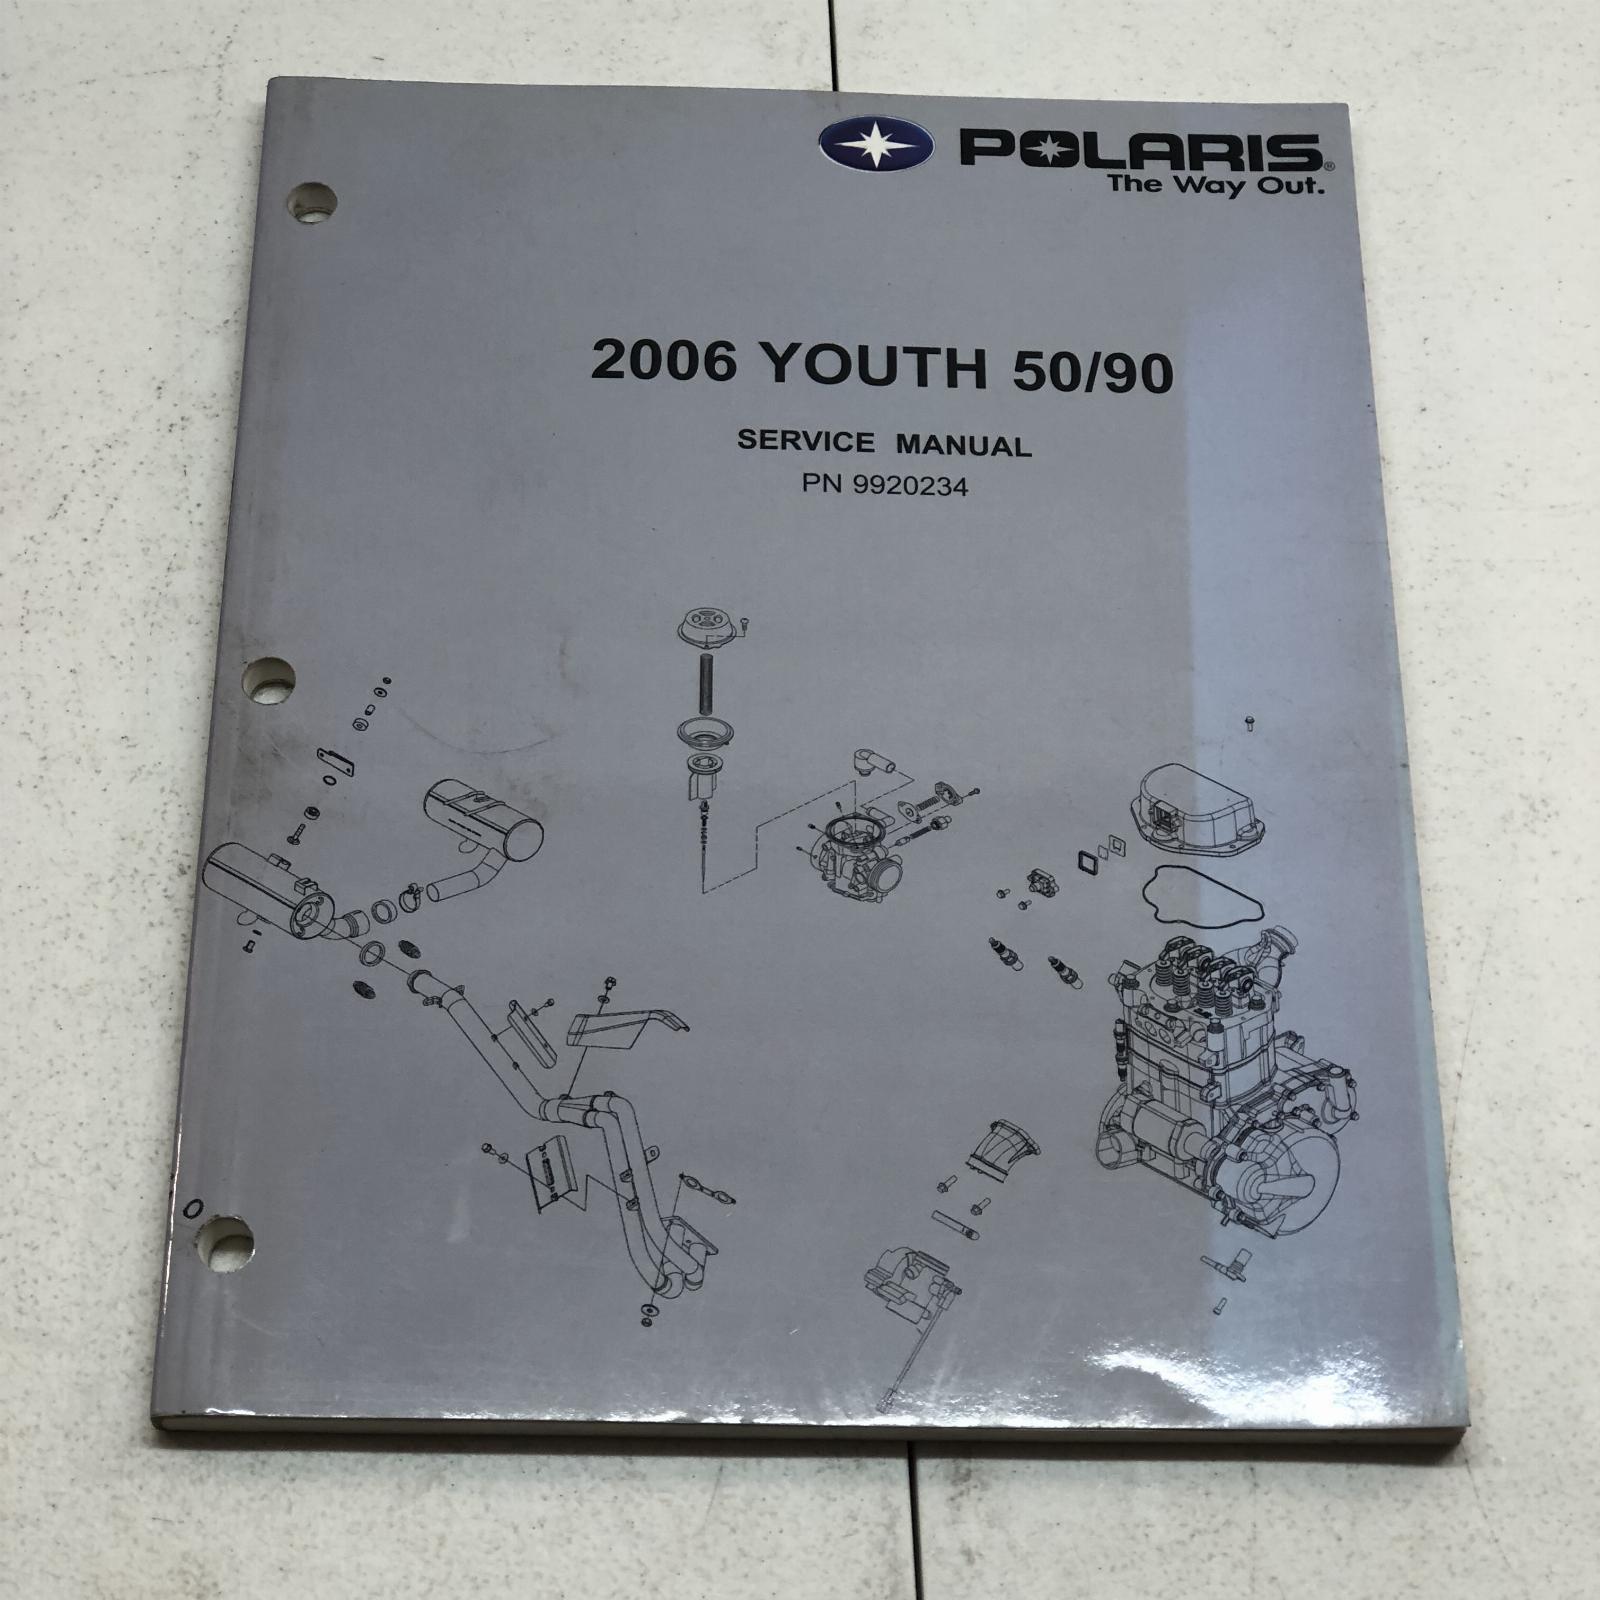 POLARIS®
The Way Out.
2006 YOUTH 50/90
SERVICE MANUAL
PN 9920234